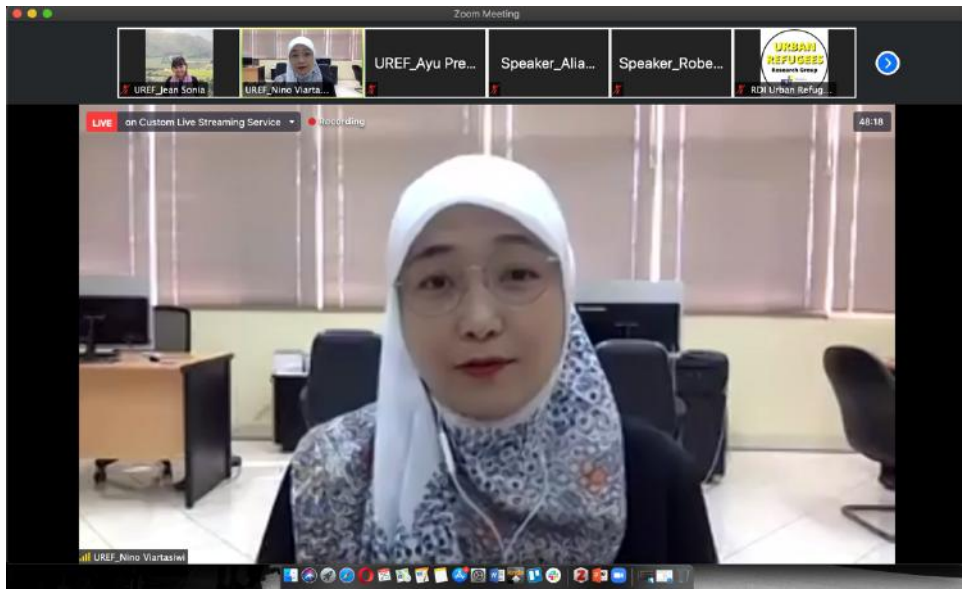 Zoom Meeting
UREF_Jean Sonia
UREF_Nino Viarta...
UREF_Ayu Pre...
Speaker_Alia...
Speaker_Robe...
URBAN
REFUGEES
Research Group
RDI Urban Refug...
LIVE on Custom Live Streaming Service
Recording
48:18
UREF_Nino Viartasiwi